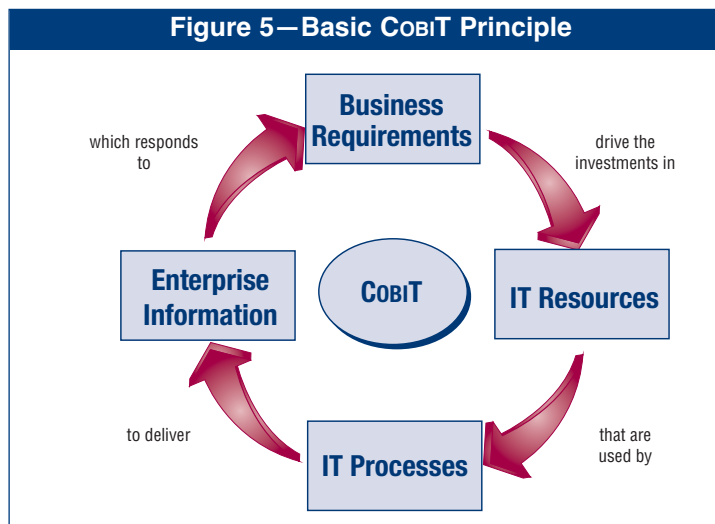 Figure 5—Basic COBIT Principle
Business
Requirements
which responds
to
drive the
investments in
Enterprise
Information
COBIT
IT Resources
to deliver
IT Processes
that are
used by